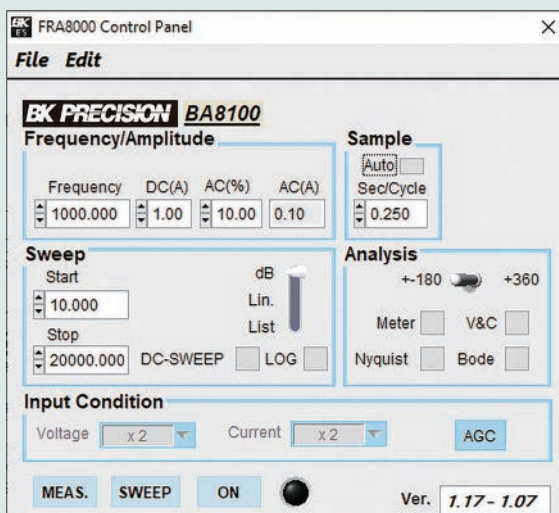 BK ES FRA8000 Control Panel
File Edit
BK PRECISION BA8100
Frequency/Amplitude
Frequency DC(A) AC(%) AC(A)
1000.000 1.00 10.00 0.10
Sample
Auto
Sec/Cycle
0.250
Sweep
Start
10.000
Stop
20000.000
dB
Lin.
List
DC-SWEEP LOG
Analysis
+-180 +360
Meter V&C
Nyquist Bode
Input Condition
Voltage x 2 Current x 2 AGC
MEAS. SWEEP ON Ver. 1.17 - 1.07